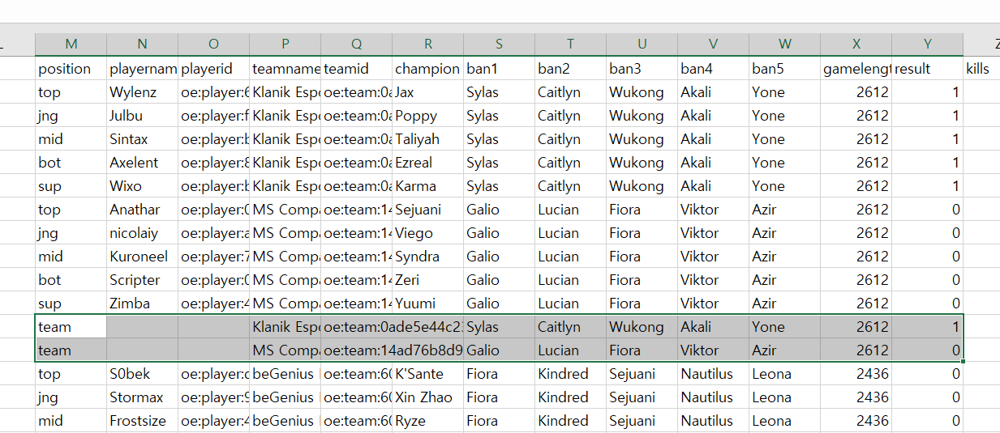 M N O P Q R S T U V W X Y
position playernam playerid teamname teamid champion ban1 ban2 ban3 ban4 ban5 gamelengt result kills
top Wylenz oe:player:6 Klanik Espo oe:team:0a Jax Sylas Caitlyn Wukong Akali Yone 2612 1
jng Julbu oe:player:f Klanik Espo oe:team:0a Poppy Sylas Caitlyn Wukong Akali Yone 2612 1
mid Sintax oe:player:b Klanik Espo oe:team:0a Taliyah Sylas Caitlyn Wukong Akali Yone 2612 1
bot Axelent oe:player:8 Klanik Espo oe:team:0a Ezreal Sylas Caitlyn Wukong Akali Yone 2612 1
sup Wixo oe:player:b Klanik Espo oe:team:0a Karma Sylas Caitlyn Wukong Akali Yone 2612 1
top Anathar oe:player:0 MS Comp oe:team:14 Sejuani Galio Lucian Fiora Viktor Azir 2612 0
jng nicolaiy oe:player:a MS Comp oe:team:14 Viego Galio Lucian Fiora Viktor Azir 2612 0
mid Kuroneel oe:player:7 MS Comp oe:team:14 Syndra Galio Lucian Fiora Viktor Azir 2612 0
bot Scripter oe:player:0 MS Comp oe:team:14 Zeri Galio Lucian Fiora Viktor Azir 2612 0
sup Zimba oe:player:4 MS Comp oe:team:14 Yuumi Galio Lucian Fiora Viktor Azir 2612 0
team Klanik Espo oe:team:0ade5e44c23 Sylas Caitlyn Wukong Akali Yone 2612 1
team MS Comp oe:team:14ad76b8d9 Galio Lucian Fiora Viktor Azir 2612 0
top S0bek oe:player:c beGenius oe:team:60 K'Sante Fiora Kindred Sejuani Nautilus Leona 2436 0
jng Stormax oe:player:9 beGenius oe:team:60 Xin Zhao Fiora Kindred Sejuani Nautilus Leona 2436 0
mid Frostsize oe:player:4 beGenius oe:team:60 Ryze Fiora Kindred Sejuani Nautilus Leona 2436 0